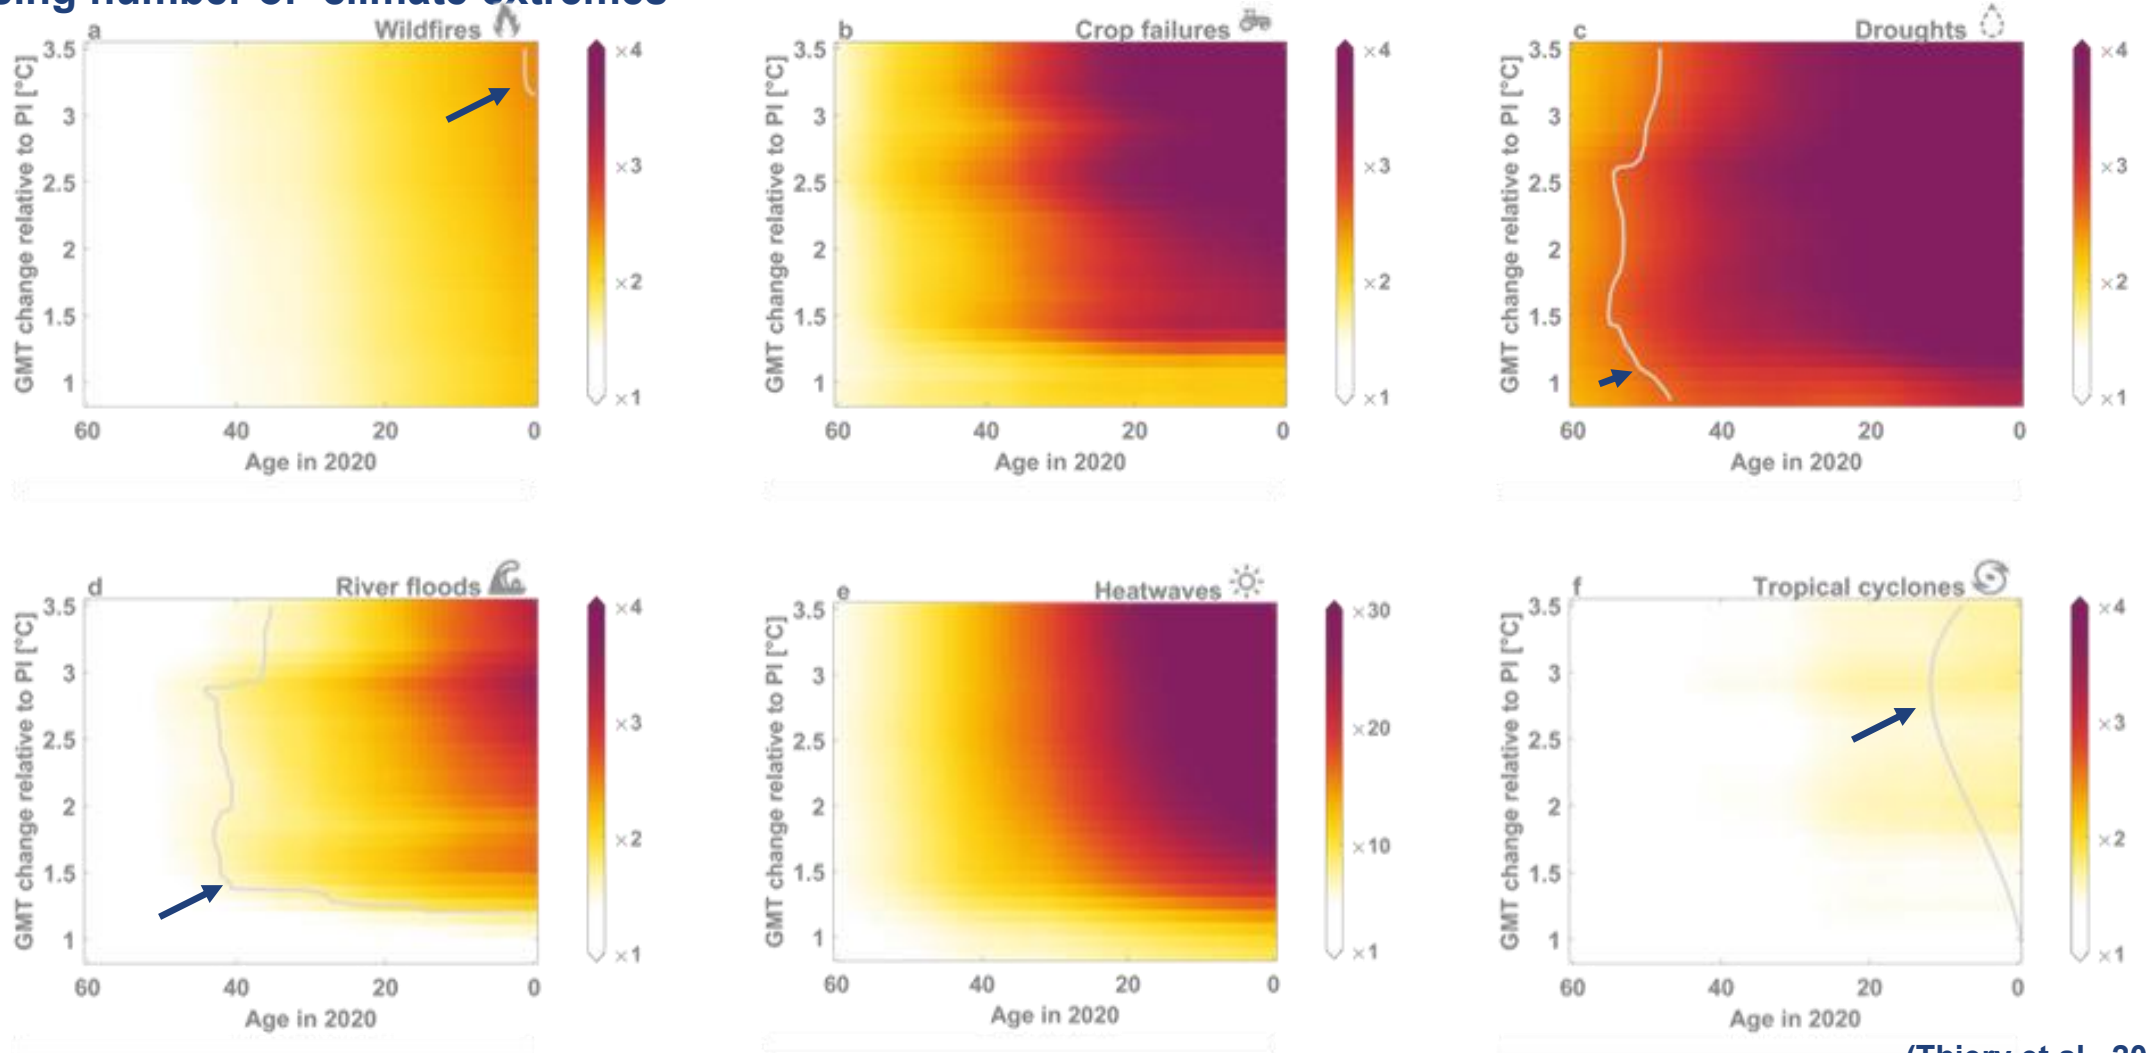 number of climate extremes
a Wildfires
3.5
3
2.5
2
1.5
1
60 40 20 0
Age in 2020
GMT change relative to PI [°C]
×4
×3
×2
×1
b Crop failures
3.5
3
2.5
2
1.5
1
60 40 20 0
Age in 2020
GMT change relative to PI [°C]
×4
×3
×2
×1
c Droughts
3.5
3
2.5
2
1.5
1
60 40 20 0
Age in 2020
GMT change relative to PI [°C]
×4
×3
×2
×1
d River floods
3.5
3
2.5
2
1.5
1
60 40 20 0
Age in 2020
GMT change relative to PI [°C]
×4
×3
×2
×1
e Heatwaves
3.5
3
2.5
2
1.5
1
60 40 20 0
Age in 2020
GMT change relative to PI [°C]
×30
×20
×10
×1
f Tropical cyclones
3.5
3
2.5
2
1.5
1
60 40 20 0
Age in 2020
GMT change relative to PI [°C]
×4
×3
×2
×1
(Thiery et al., 20